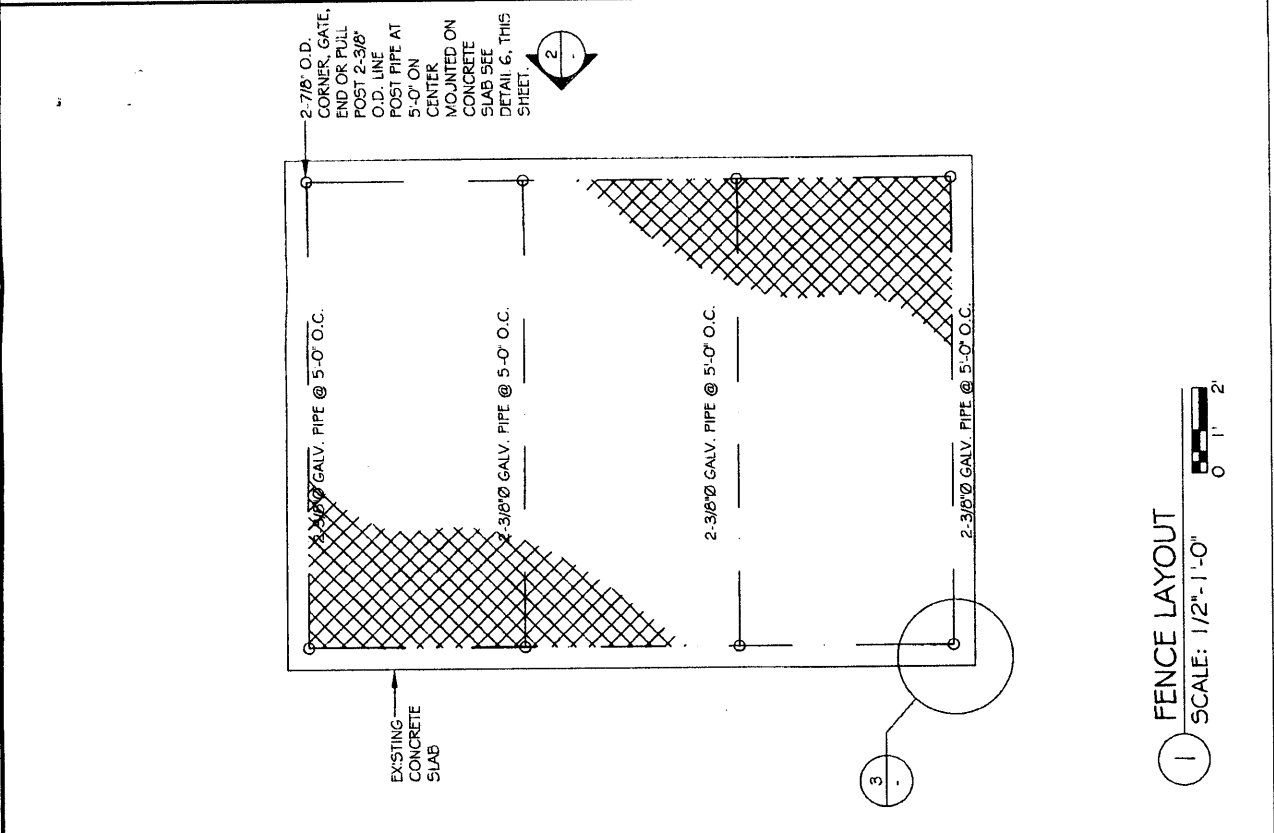 2-7/8" O.D.
CORNER, GATE,
END OR PULL
POST 2-3/8"
O.D. LINE
POST PIPE AT
5'-0" ON
CENTER
MOUNTED ON
CONCRETE
SLAB SEE
DETAIL 6, THIS
SHEET.
2
-
2-3/8"Ø GALV. PIPE @ 5'-0" O.C.
2-3/8"Ø GALV. PIPE @ 5'-0" O.C.
2-3/8"Ø GALV. PIPE @ 5'-0" O.C.
2-3/8"Ø GALV. PIPE @ 5'-0" O.C.
EXISTING
CONCRETE
SLAB
3
-
1
FENCE LAYOUT
SCALE: 1/2"-1'-0"
0 1' 2'